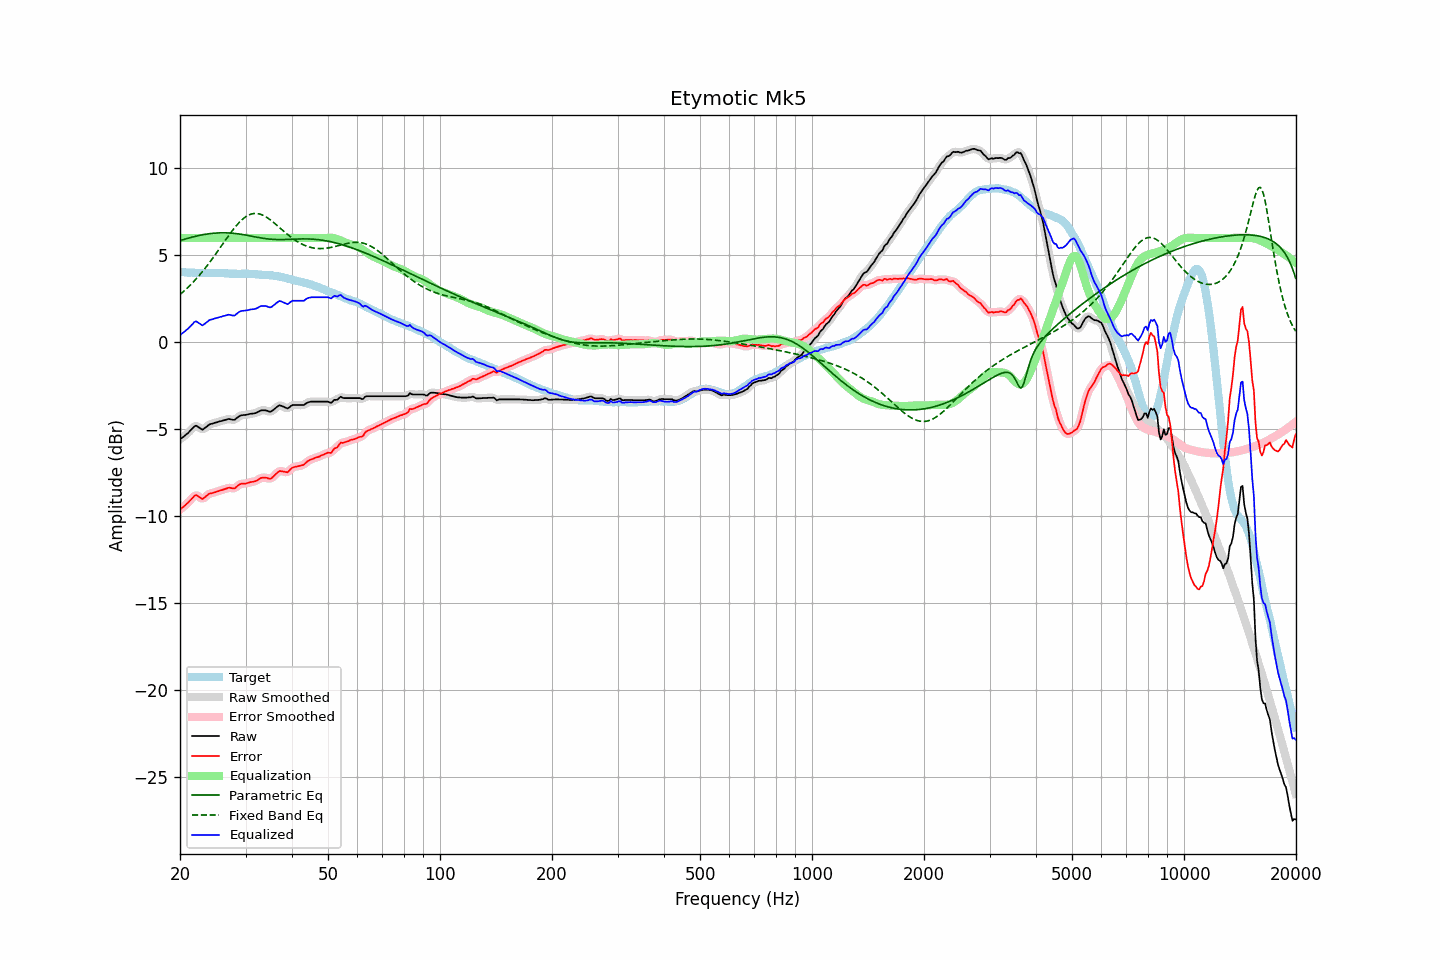 Etymotic Mk5
Amplitude (dBr)
10
5
0
−5
−10
−15
−20
−25
Target
Raw Smoothed
Error Smoothed
Raw
Error
Equalization
Parametric Eq
Fixed Band Eq
Equalized
20
50
100
200
500
1000
2000
5000
10000
20000
Frequency (Hz)